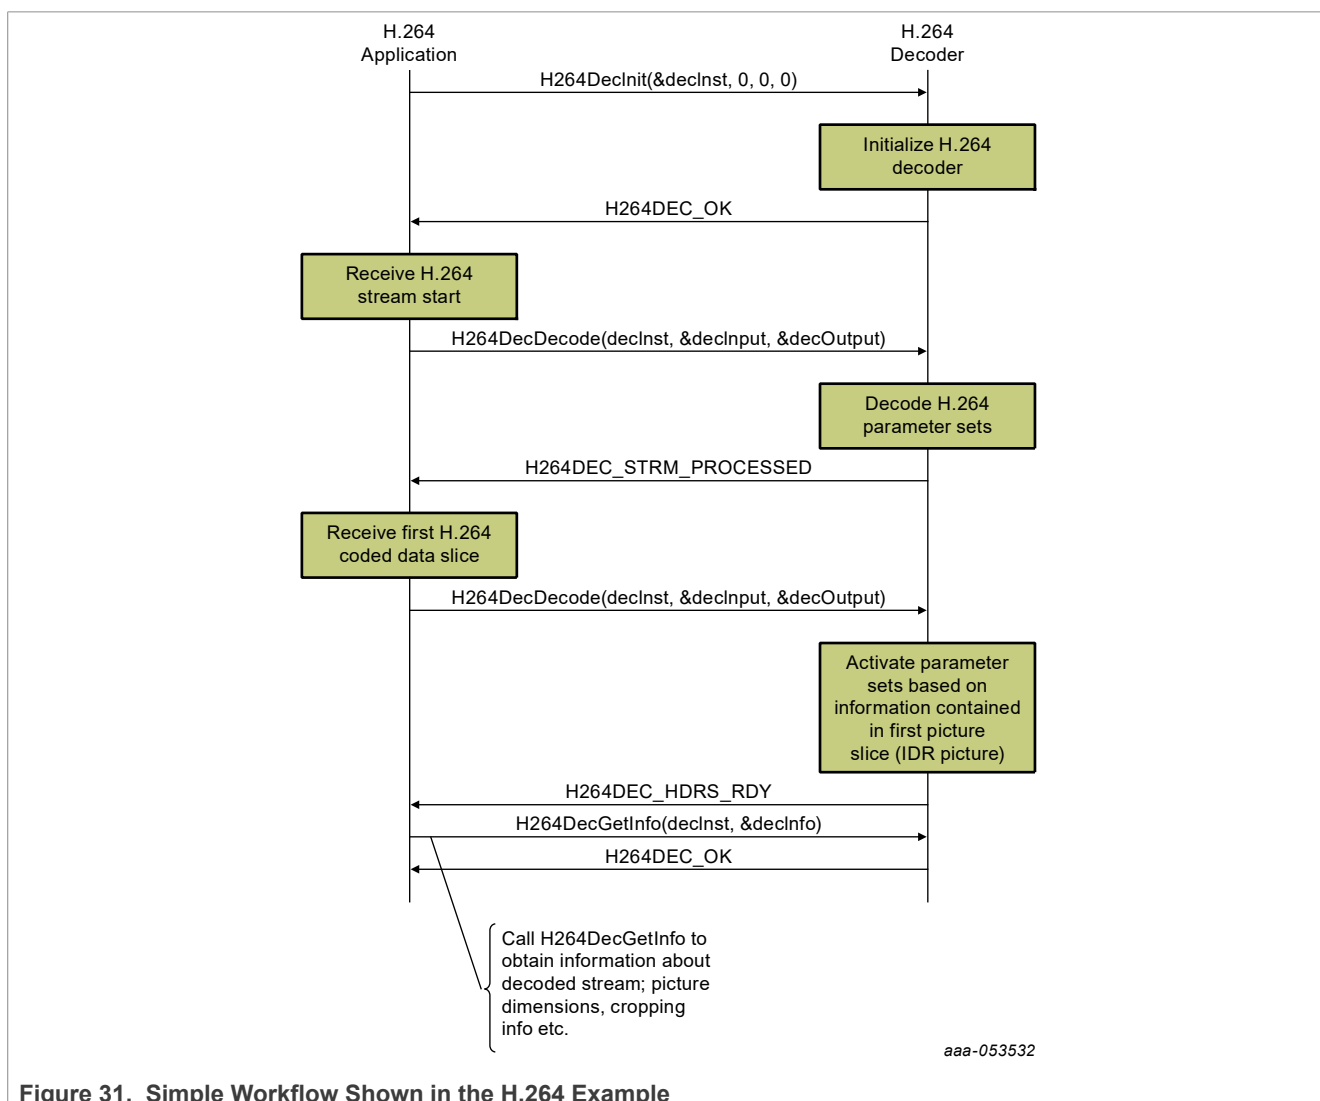 H.264
Application
H.264
Decoder
H264DecInit(&decInst, 0, 0, 0)
Initialize H.264
decoder
H264DEC_OK
Receive H.264
stream start
H264DecDecode(decInst, &decInput, &decOutput)
Decode H.264
parameter sets
H264DEC_STRM_PROCESSED
Receive first H.264
coded data slice
H264DecDecode(decInst, &decInput, &decOutput)
Activate parameter
sets based on
information contained
in first picture
slice (IDR picture)
H264DEC_HDRS_RDY
H264DecGetInfo(decInst, &decInfo)
H264DEC_OK
Call H264DecGetInfo to
obtain information about
decoded stream; picture
dimensions, cropping
info etc.
aaa-053532
Figure 31. Simple Workflow Shown in the H.264 Example